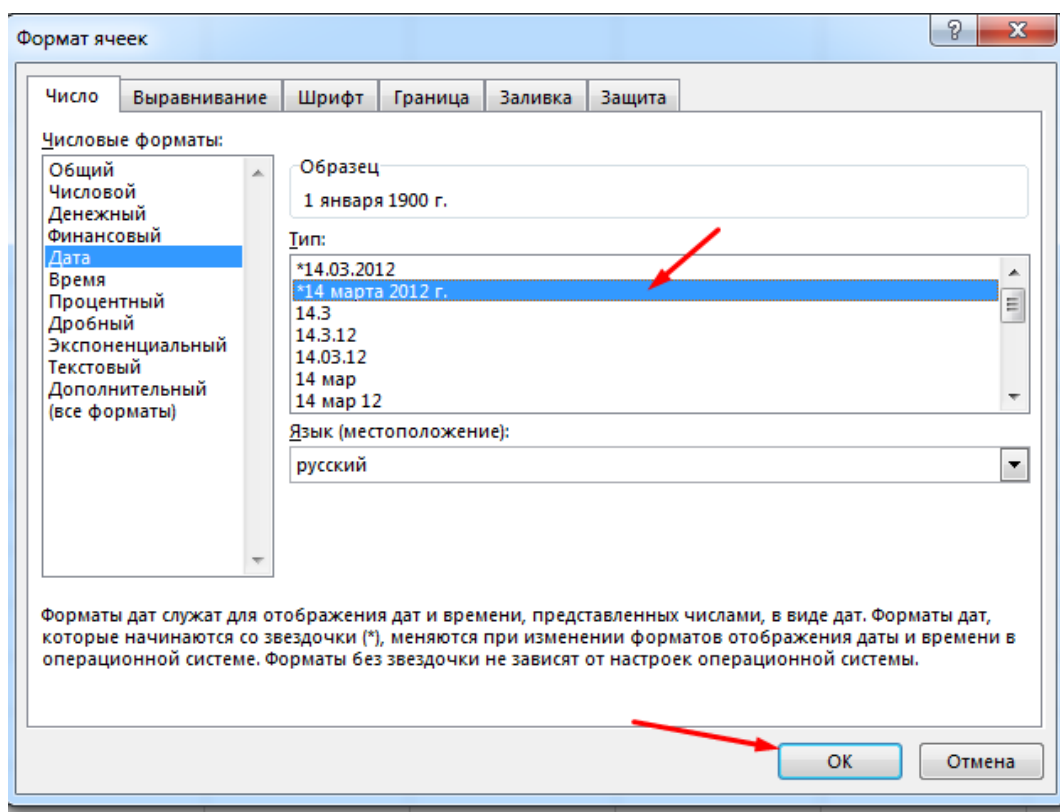 Формат ячеек
Число Выравнивание Шрифт Граница Заливка Защита
Числовые форматы:
Общий
Числовой
Денежный
Финансовый
Дата
Время
Процентный
Дробный
Экспоненциальный
Текстовый
Дополнительный
(все форматы)
Образец
1 января 1900 г.
Тип:
*14.03.2012
*14 марта 2012 г.
14.3
14.3.12
14.03.12
14 мар
14 мар 12
Язык (местоположение):
русский
Форматы дат служат для отображения дат и времени, представленных числами, в виде дат. Форматы дат,
которые начинаются со звездочки (*), меняются при изменении форматов отображения даты и времени в
операционной системе. Форматы без звездочки не зависят от настроек операционной системы.
ОК Отмена